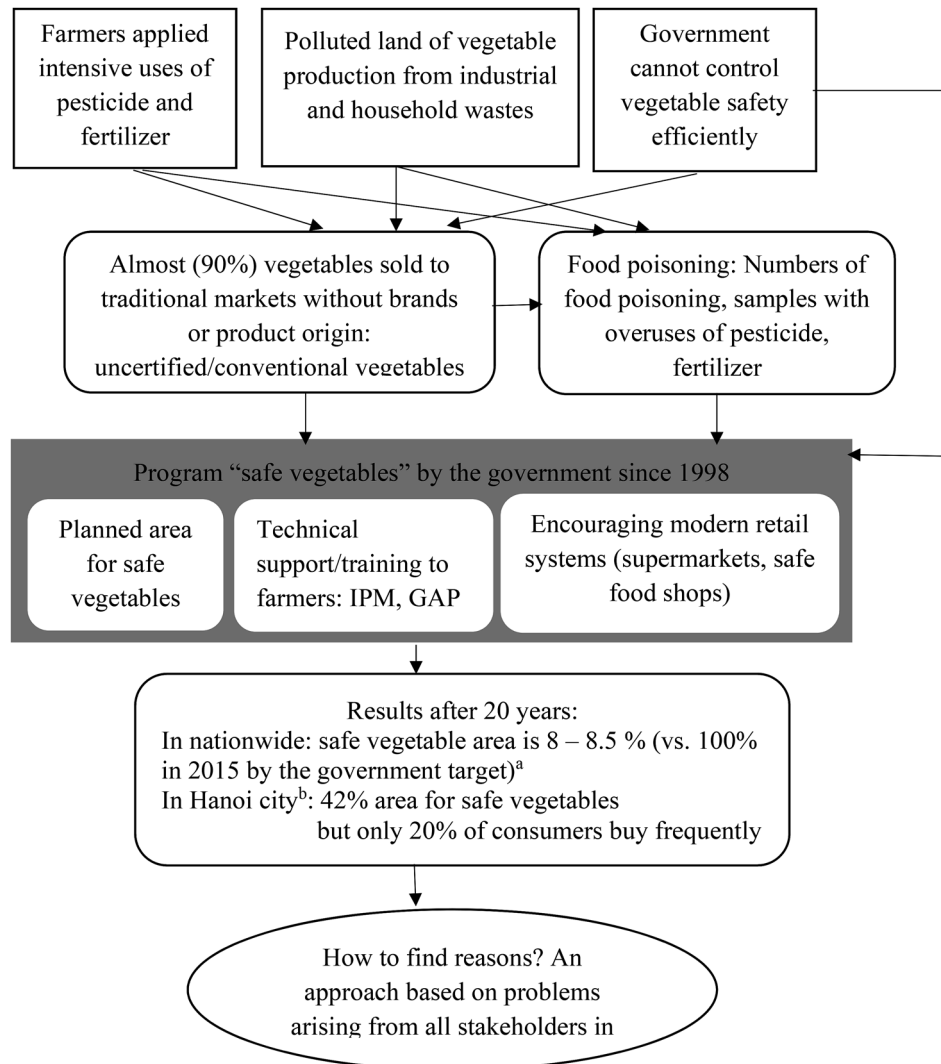 Farmers applied
intensive uses of
pesticide and
fertilizer
Polluted land of vegetable
production from industrial
and household wastes
Government
cannot control
vegetable safety
efficiently
Almost (90%) vegetables sold to
traditional markets without brands
or product origin:
uncertified/conventional vegetables
Food poisoning: Numbers of
food poisoning, samples with
overuses of pesticide,
fertilizer
Program “safe vegetables” by the government since 1998
Planned area
for safe
vegetables
Technical
support/training to
farmers: IPM, GAP
Encouraging modern retail
systems (supermarkets, safe
food shops)
Results after 20 years:
In nationwide: safe vegetable area is 8 – 8.5 % (vs. 100%
in 2015 by the government target)ᵃ
In Hanoi cityᵇ: 42% area for safe vegetables
but only 20% of consumers buy frequently
How to find reasons? An
approach based on problems
arising from all stakeholders in